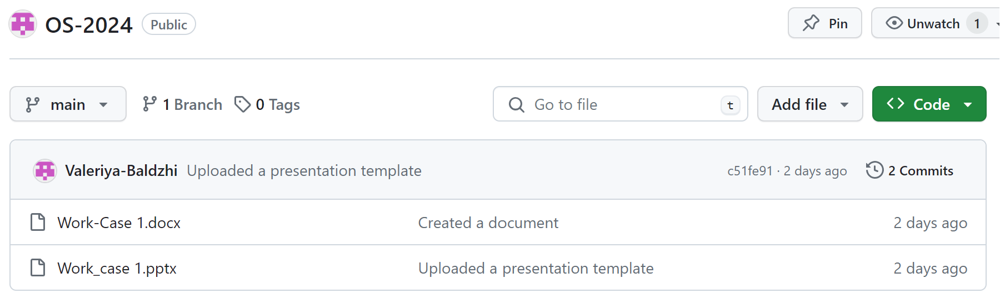 OS-2024 Public Pin Unwatch 1
main 1 Branch 0 Tags Go to file t Add file <> Code
Valeriya-Baldzhi Uploaded a presentation template c51fe91 · 2 days ago 2 Commits
Work-Case 1.docx Created a document 2 days ago
Work_case 1.pptx Uploaded a presentation template 2 days ago